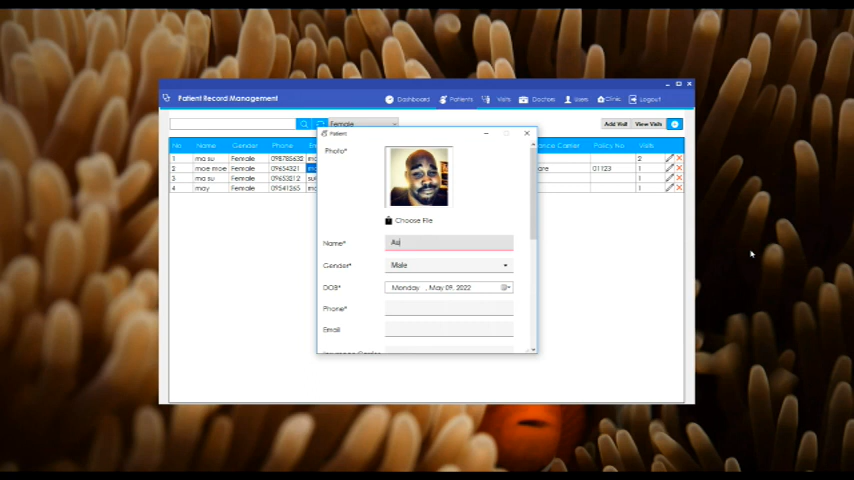 Patient Record Management
Dashboard Patients Visits Doctors Users Clinic Logout
Female
Add Visit View Visits
No Name Gender Phone Insurance Carrier Policy No Visits
1 ma su Female 098785632 2
2 moe moe Female 09654321 01123 1
3 ma su Female 09653212 1
4 may Female 09541365 1
Patient
Photo*
Choose File
Name*
Gender* Male
DOB* Monday , May 09, 2022
Phone*
Email